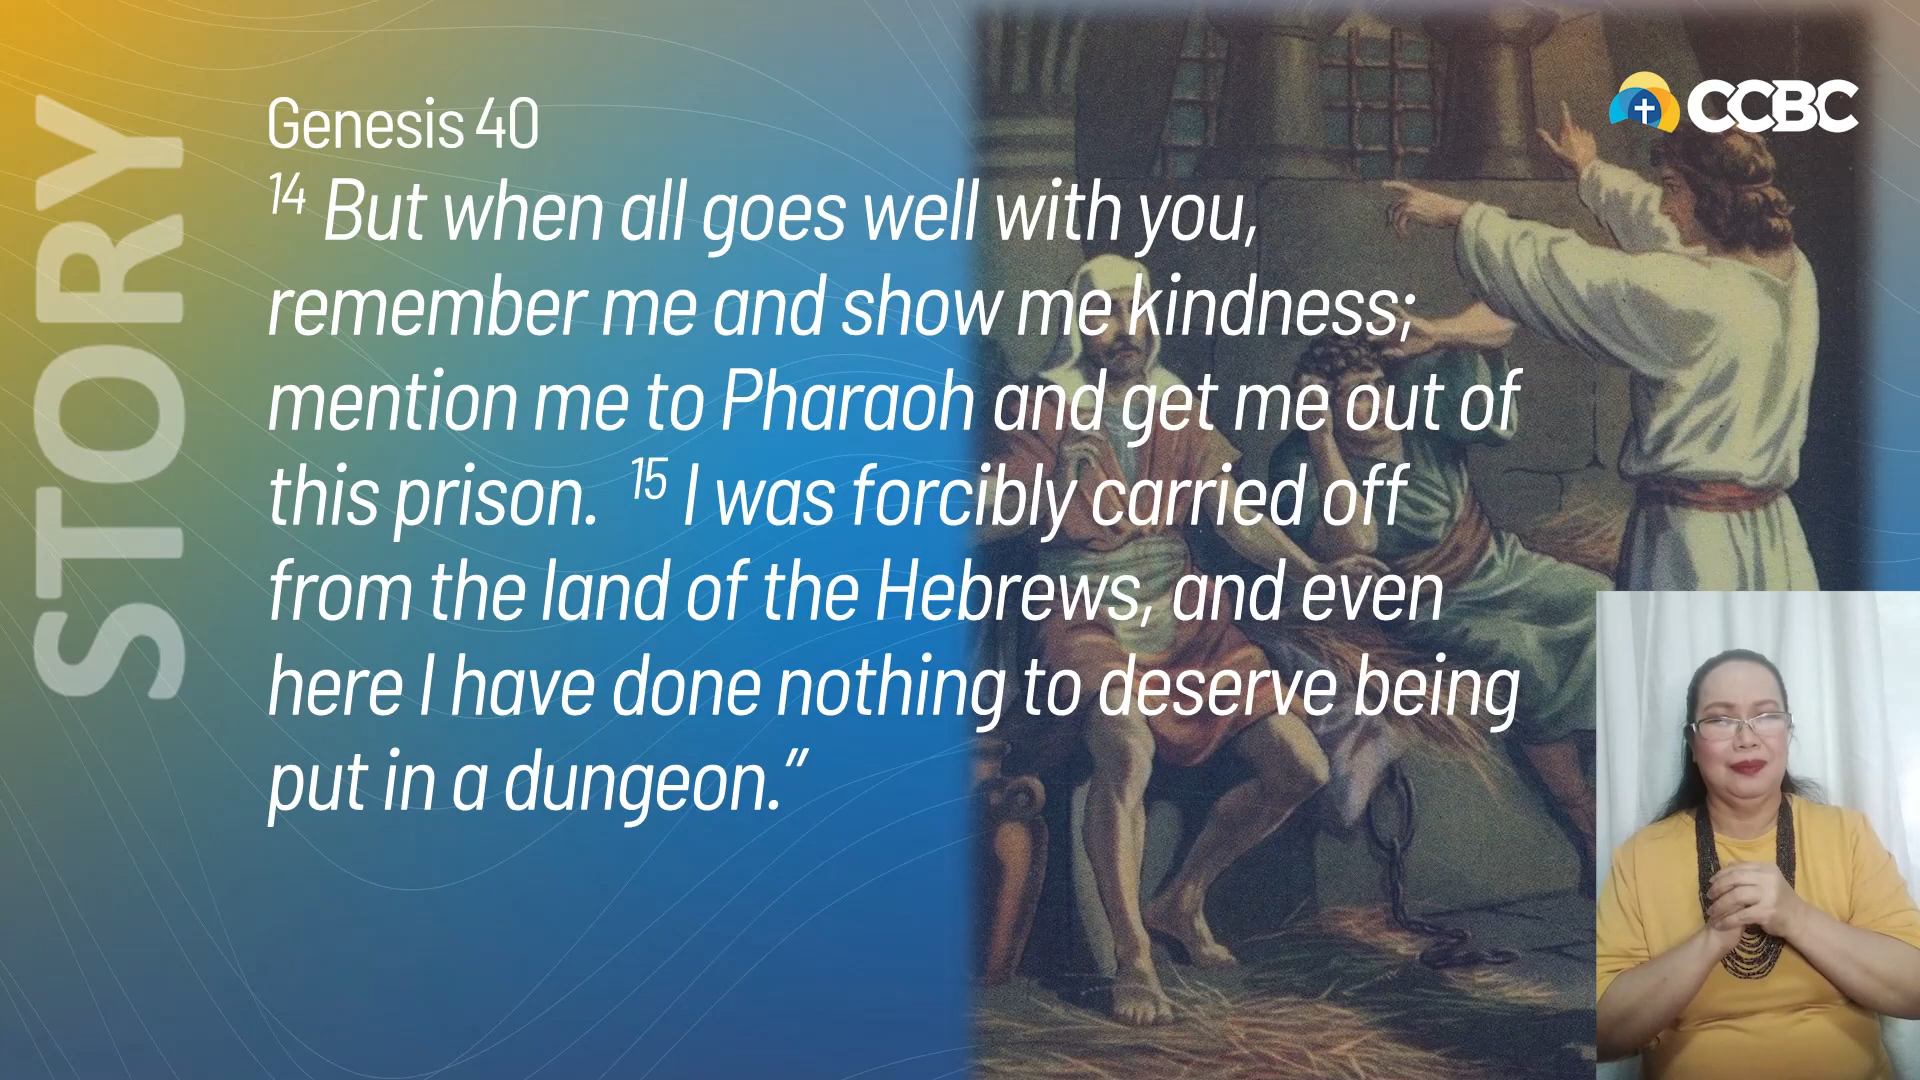 STORY
CCBC
Genesis 40
14 But when all goes well with you,
remember me and show me kindness;
mention me to Pharaoh and get me out of
this prison. 15 I was forcibly carried off
from the land of the Hebrews, and even
here I have done nothing to deserve being
put in a dungeon.”